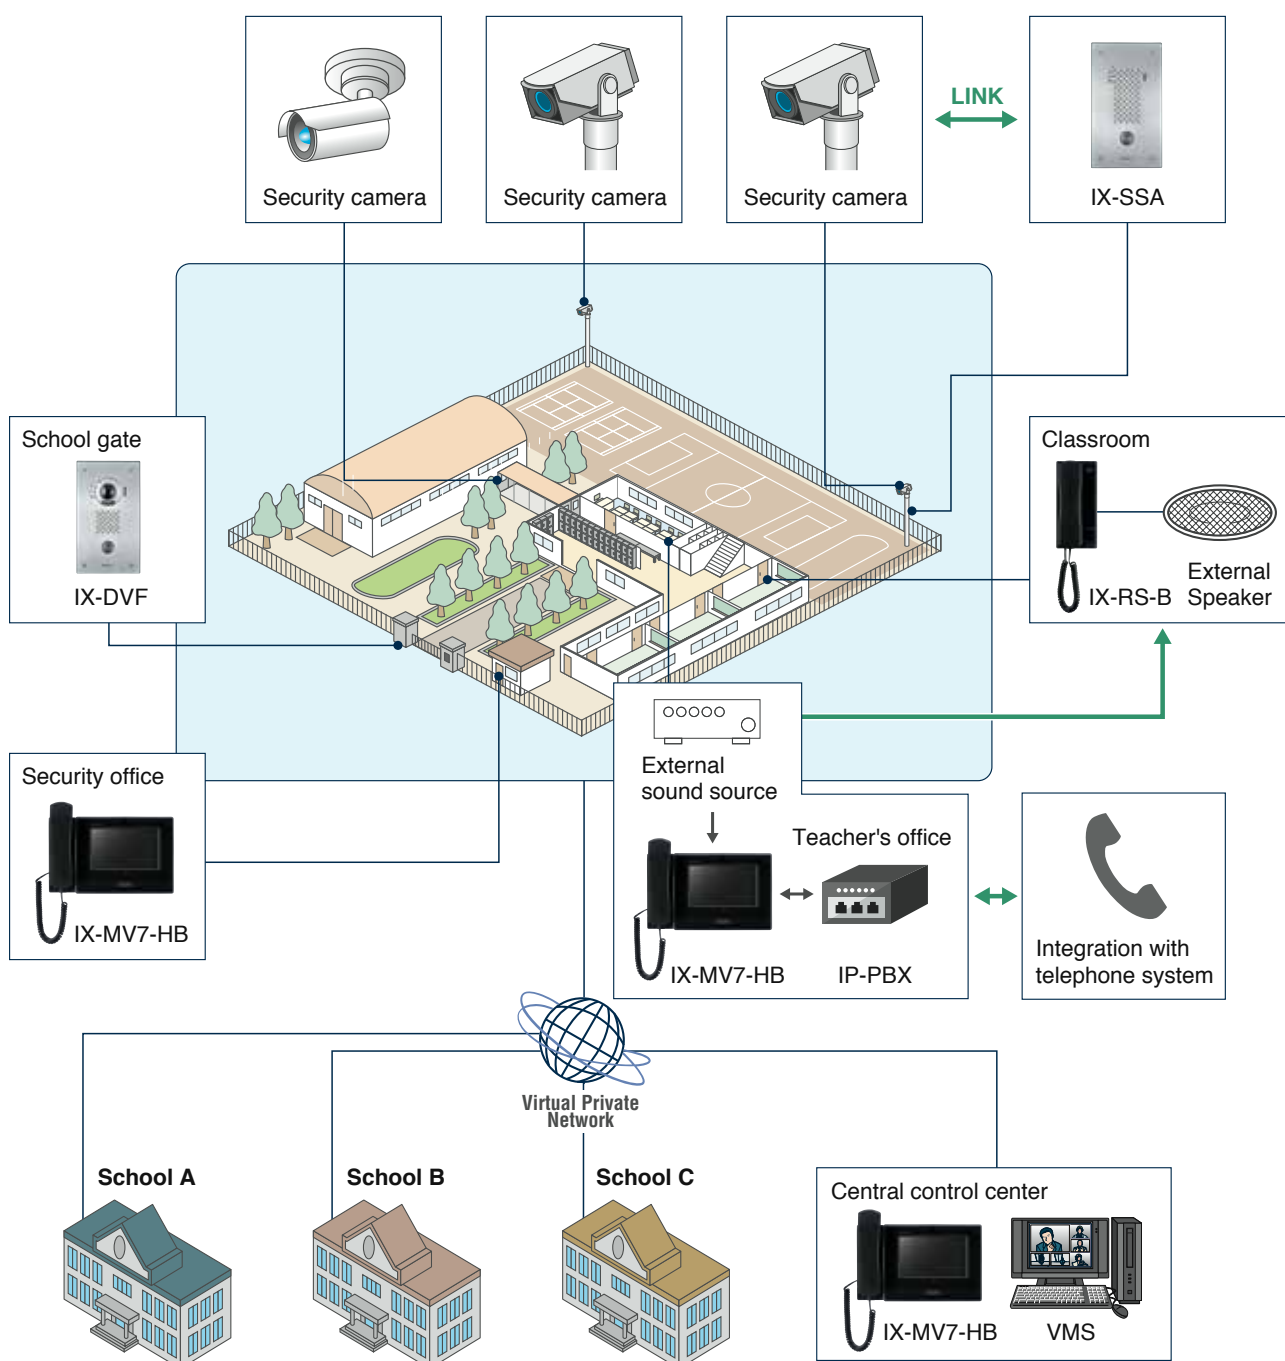 Security camera
Security camera
Security camera
LINK
IX-SSA
School gate
IX-DVF
Classroom
IX-RS-B
External
Speaker
Security office
IX-MV7-HB
External
sound source
Teacher's office
IX-MV7-HB
IP-PBX
Integration with
telephone system
Virtual Private
Network
School A
School B
School C
Central control center
IX-MV7-HB
VMS